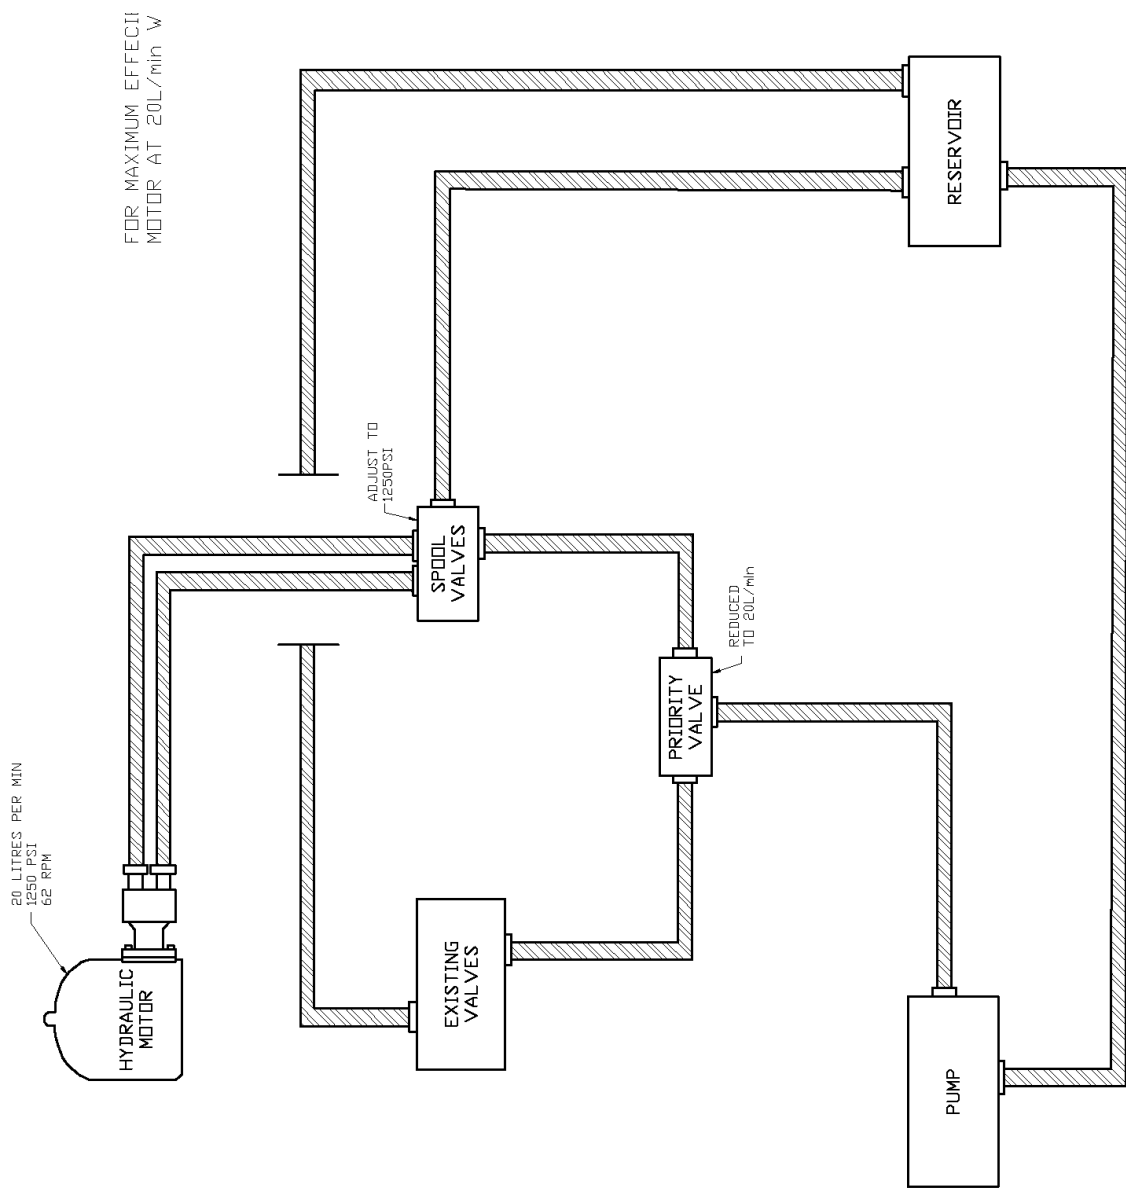 FOR MAXIMUM EFFECI
MOTOR AT 20L/min W
20 LITRES PER MIN
1250 PSI
62 RPM
HYDRAULIC
MOTOR
ADJUST TO
1250PSI
SPOOL
VALVES
EXISTING
VALVES
PRIORITY
VALVE
REDUCED
TO 20L/min
RESERVOIR
PUMP